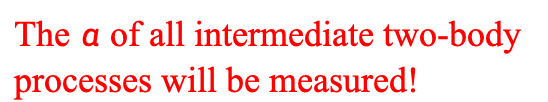 The a of all intermediate two-body
processes will be measured!